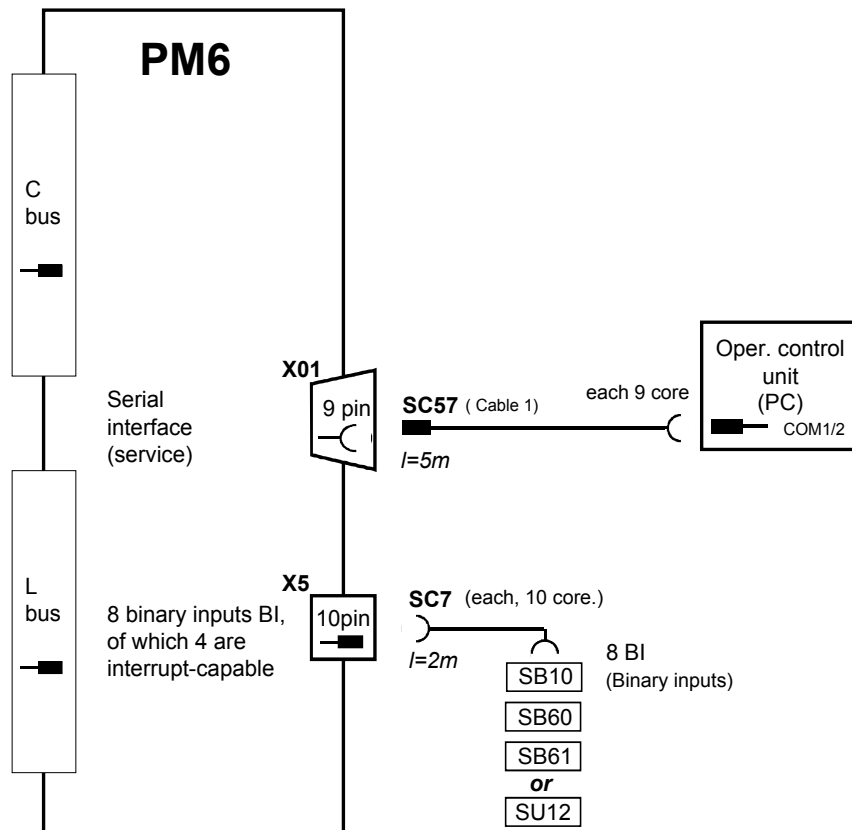 PM6
C
bus
X01
9 pin
Serial
interface
(service)
SC57 ( Cable 1)
l=5m
each 9 core
Oper. control
unit
(PC)
COM1/2
L
bus
8 binary inputs BI,
of which 4 are
interrupt-capable
X5
10pin
SC7 (each, 10 core.)
l=2m
8 BI
(Binary inputs)
SB10
SB60
SB61
or
SU12